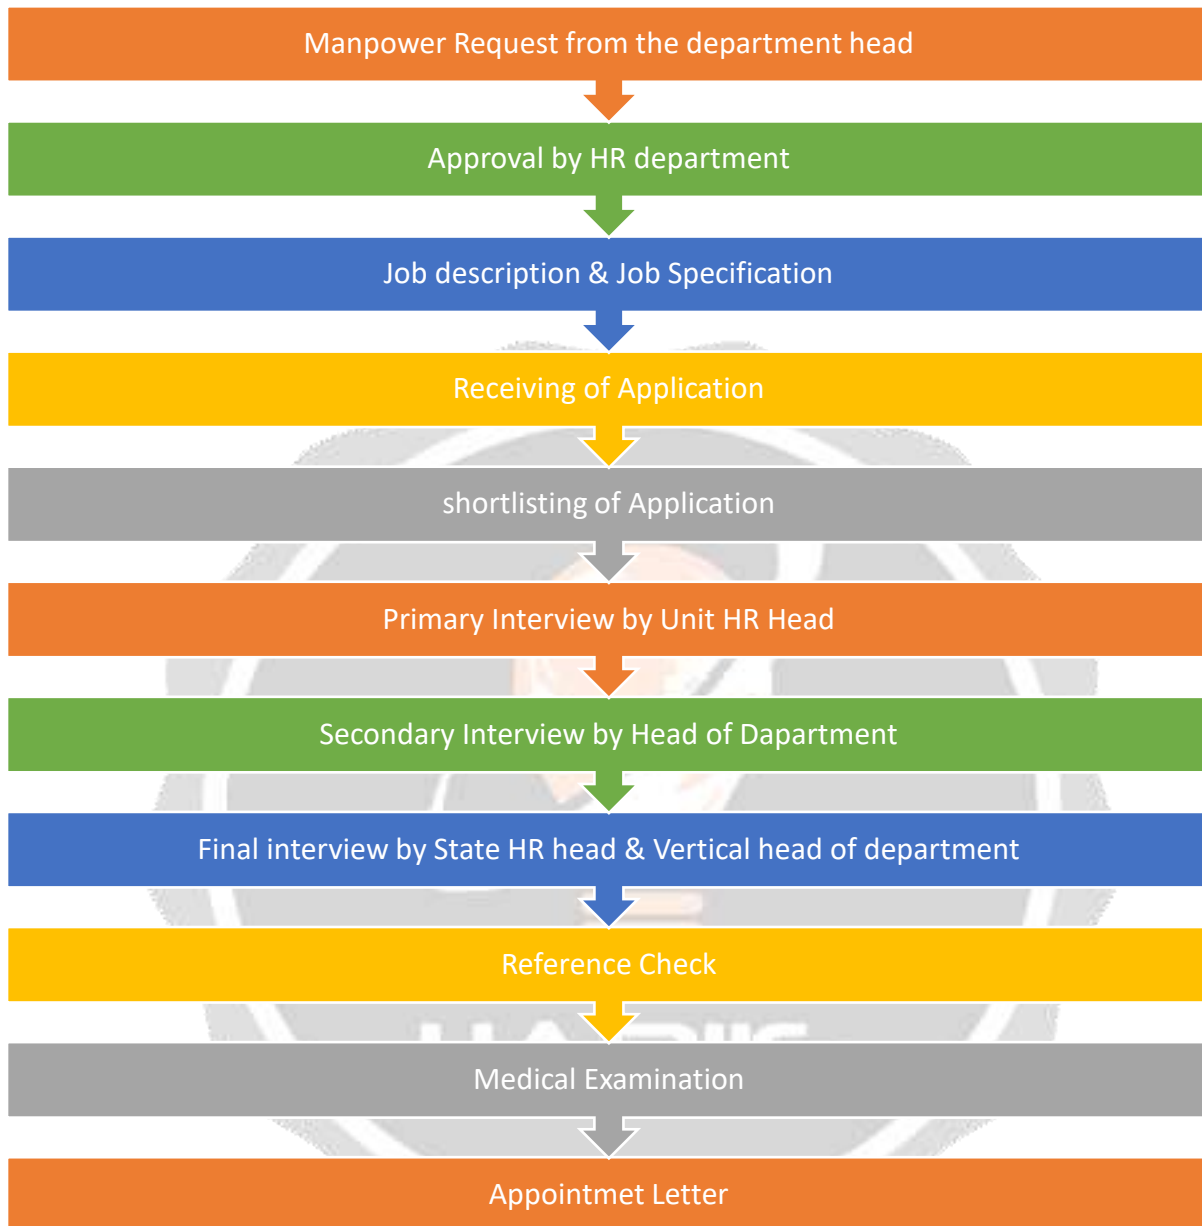 Manpower Request from the department head
Approval by HR department
Job description & Job Specification
Receiving of Application
shortlisting of Application
Primary Interview by Unit HR Head
Secondary Interview by Head of Dapartment
Final interview by State HR head & Vertical head of department
Reference Check
Medical Examination
Appointmet Letter